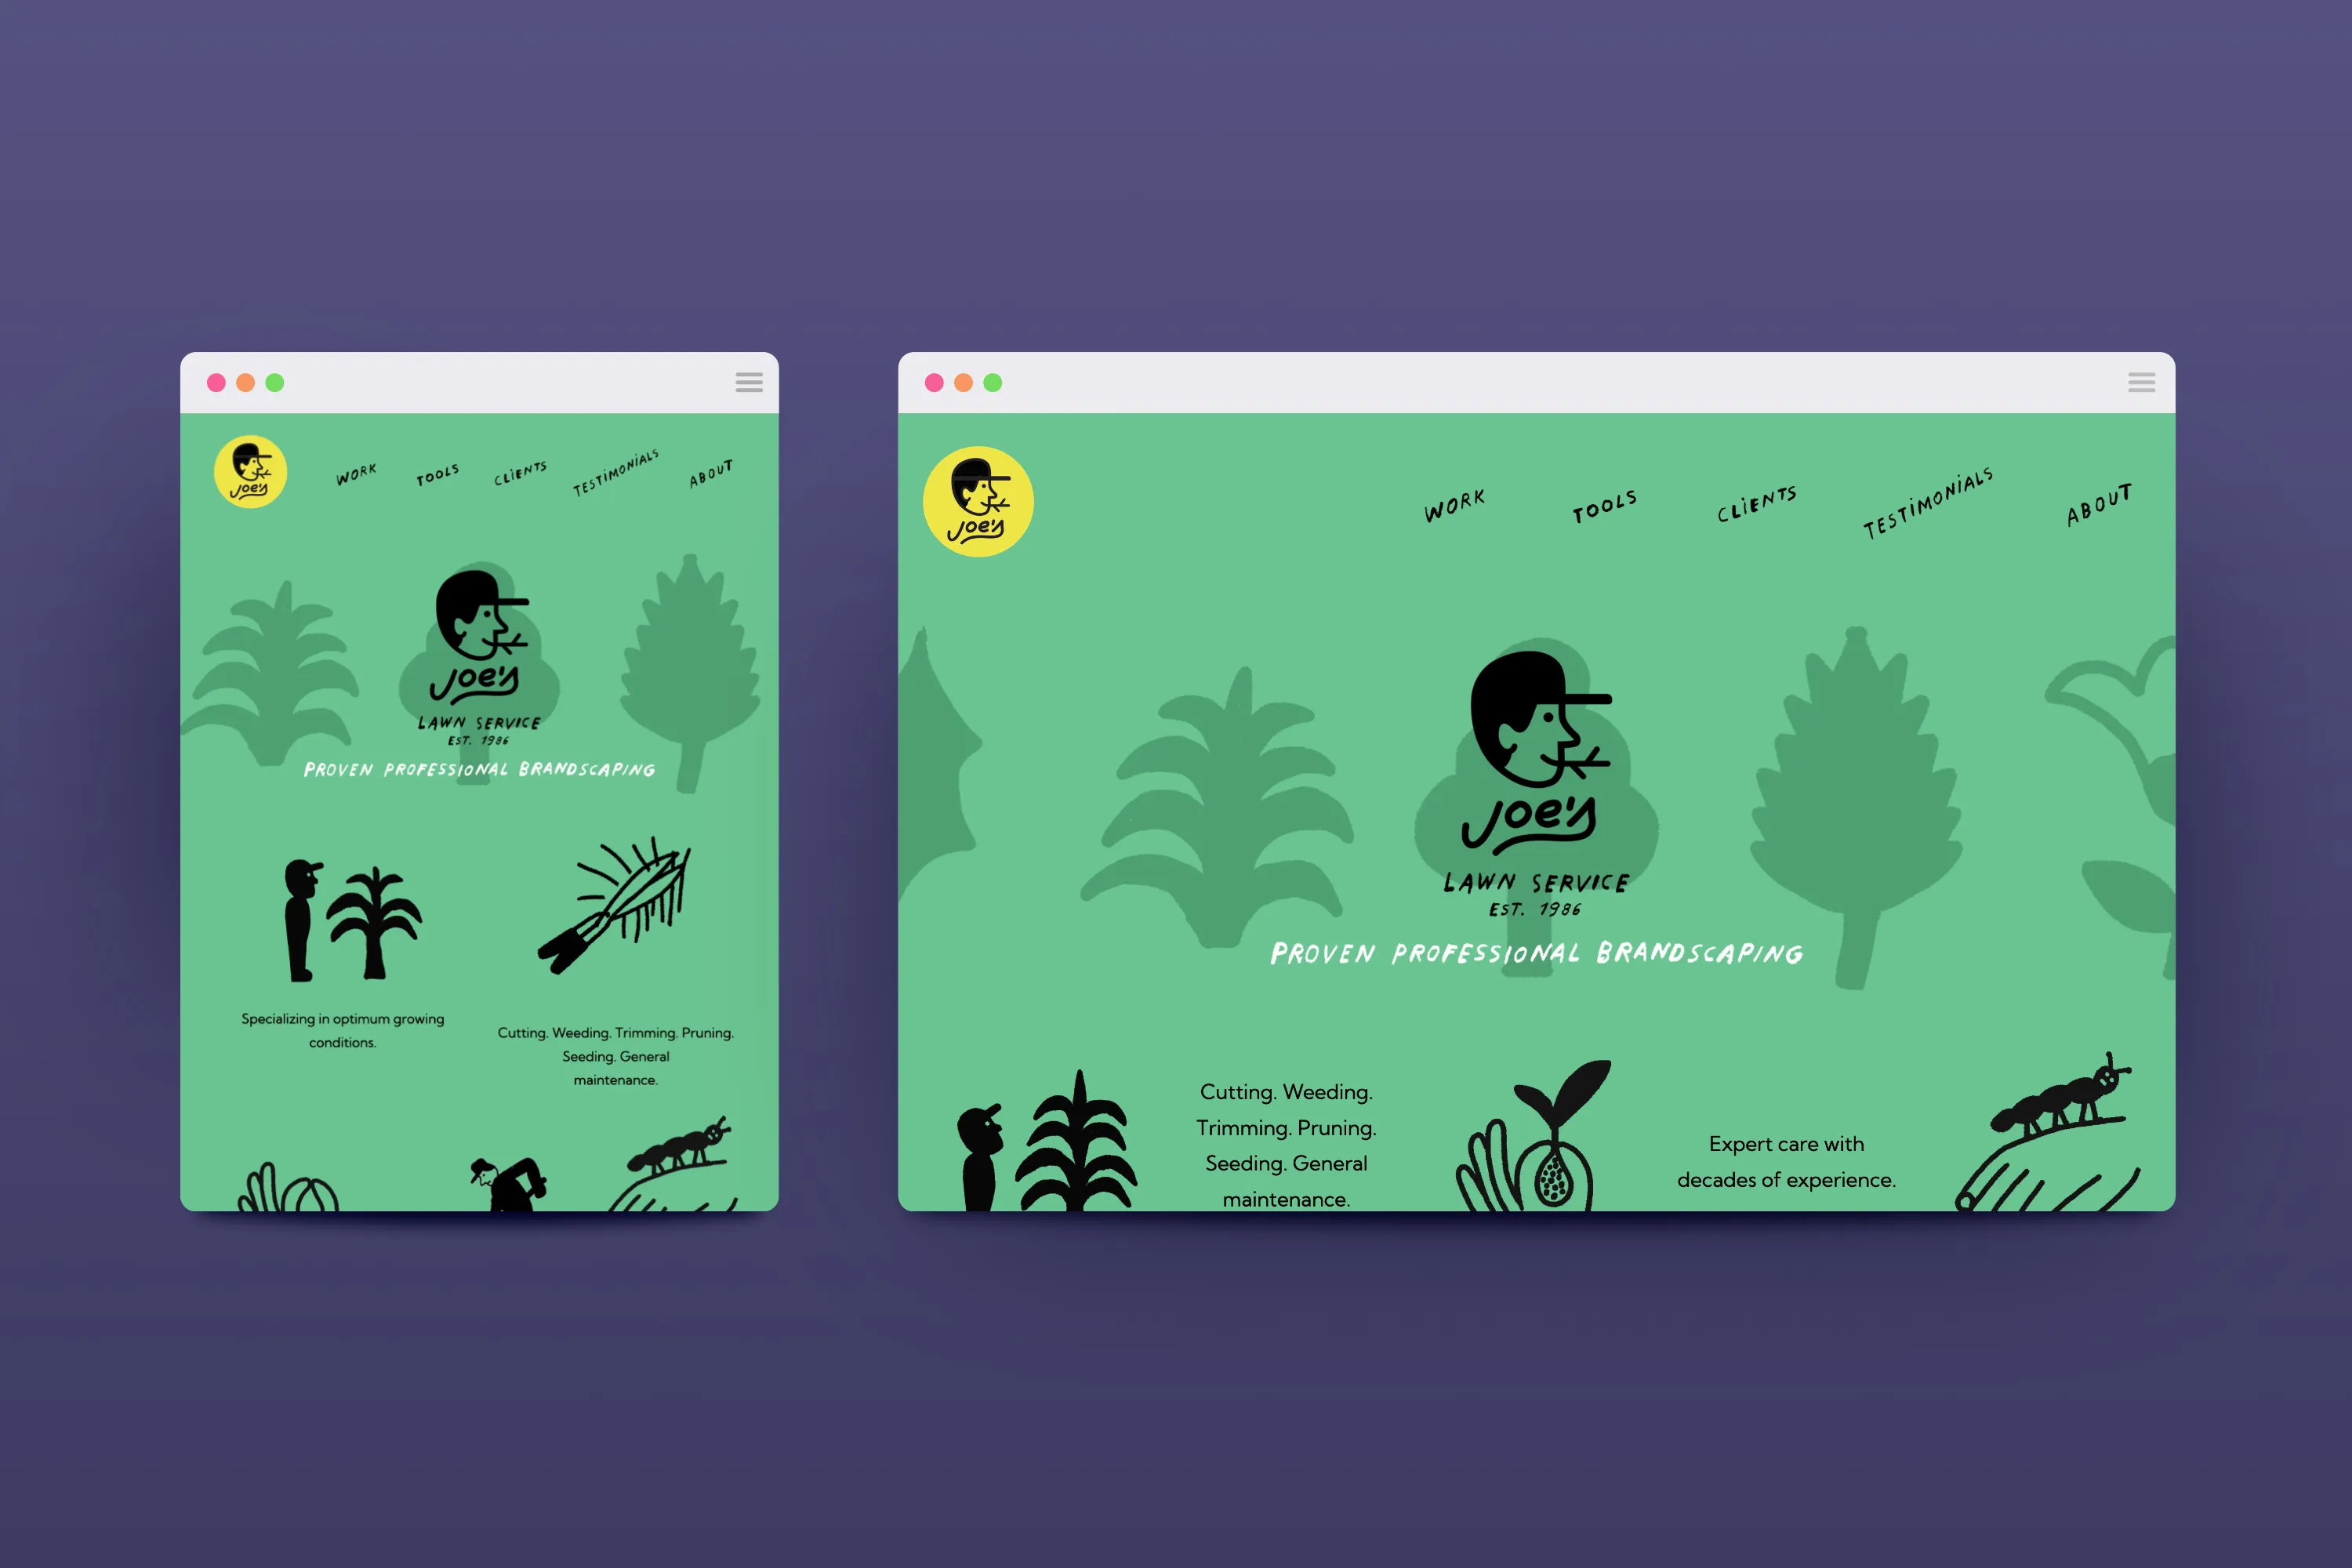 Joe's
WORK
TOOLS
CLiENTS
TESTiMONiALS
ABOUT
Joe's
LAWN SERVICE
EST. 1986
PROVEN PROFESSIONAL BRANDSCAPING
Specializing in optimum growing
conditions.
Cutting. Weeding. Trimming. Pruning.
Seeding. General
maintenance.
Joe's
WORK
TOOLS
CLiENTS
TESTiMONiALS
ABOUT
Joe's
LAWN SERVICE
EST. 1986
PROVEN PROFESSIONAL BRANDSCAPING
Cutting. Weeding.
Trimming. Pruning.
Seeding. General
maintenance.
Expert care with
decades of experience.